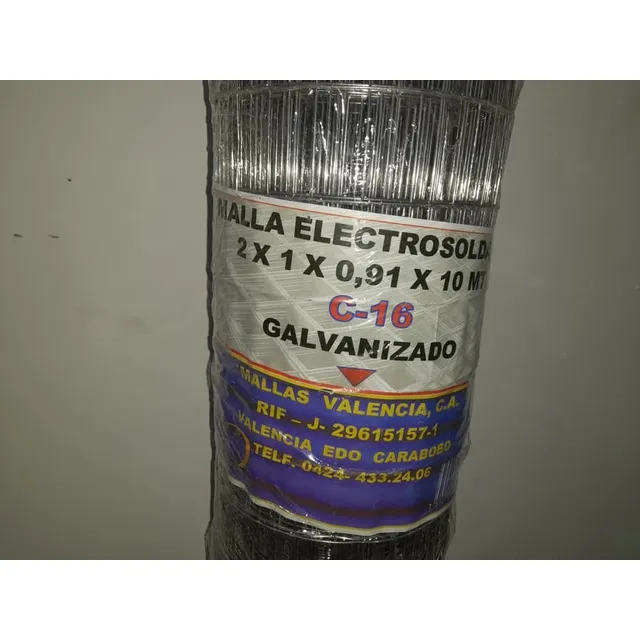 MALLA ELECTROSOLDA
2 X 1 X 0,91 X 10 MT
C-16
GALVANIZADO
MALLAS VALENCIA, C.A.
RIF – J- 29615157-1
VALENCIA EDO CARABOBO
TELF. 0424- 433.24.06